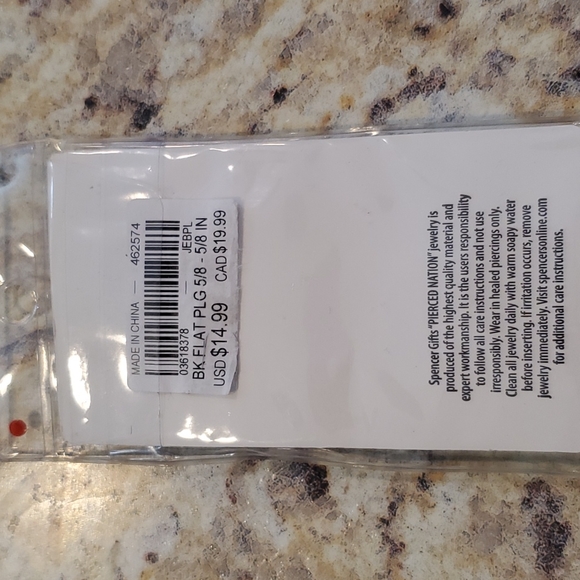 MADE IN CHINA — 462574
03618378 — JEBPL
BK FLAT PLG 5/8 - 5/8 IN
USD $14.99 CAD $19.99
Spencer Gifts "PIERCED NATION" Jewelry is
produced of the highest quality material and
expert workmanship. It is the users responsibility
to follow all care instructions and not use
irresponsibly. Wear in healed piercings only.
Clean all jewelry daily with warm soapy water
before inserting. If irritation occurs, remove
jewelry immediately. Visit spencersonline.com
for additional care instructions.